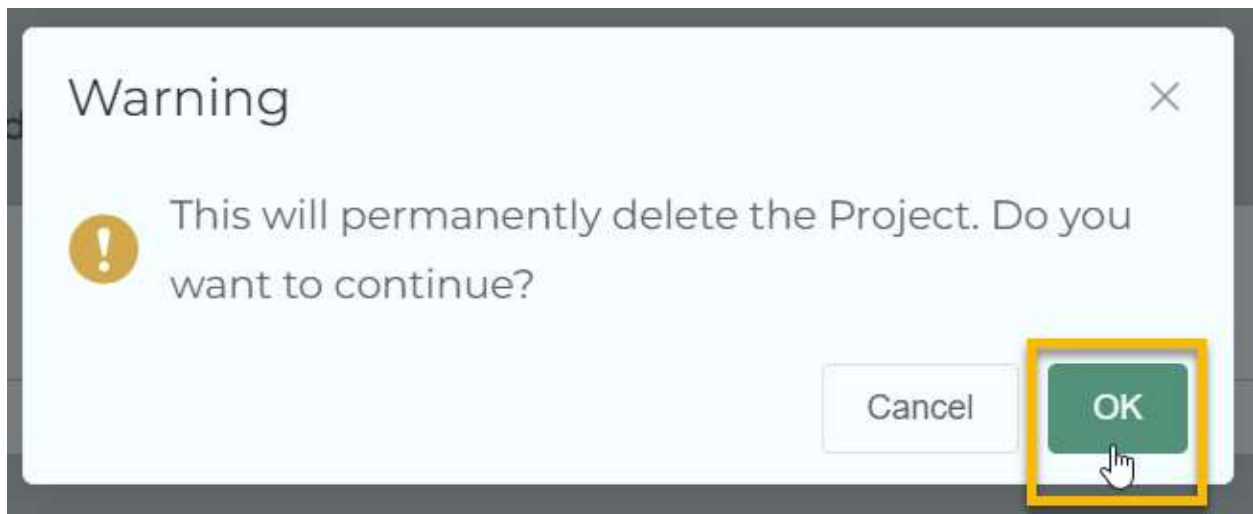 Warning
This will permanently delete the Project. Do you
want to continue?
Cancel
OK